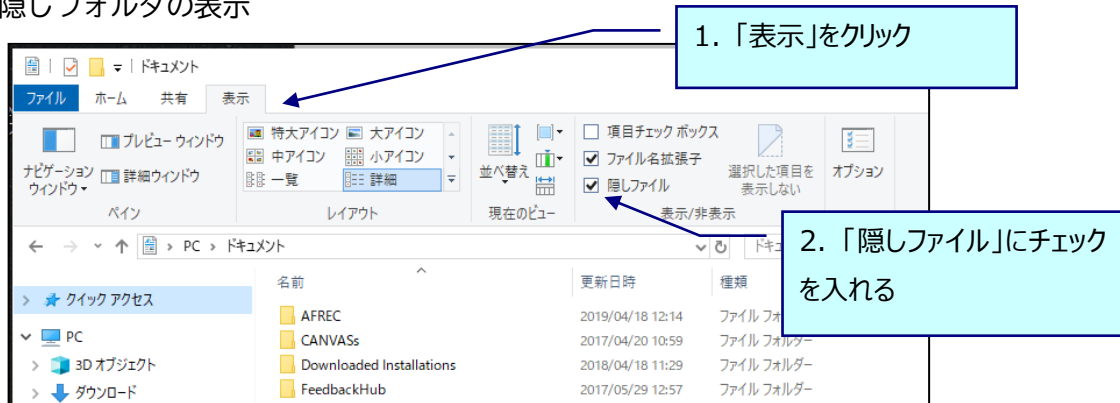 隠しフォルダの表示
1. 「表示」をクリック
ドキュメント
ファイル ホーム 共有 表示
ナビゲーション ウィンドウ
プレビュー ウィンドウ
詳細ウィンドウ
ペイン
特大アイコン 大アイコン
中アイコン 小アイコン
一覧 詳細
レイアウト
並べ替え
現在のビュー
項目チェック ボックス
ファイル名拡張子
隠しファイル
選択した項目を
表示しない
表示/非表示
オプション
2. 「隠しファイル」にチェック
を入れる
PC › ドキュメント
名前 更新日時 種類
クイック アクセス
PC
3D オブジェクト
ダウンロード
AFREC 2019/04/18 12:14 ファイル フォ
CANVASs 2017/04/20 10:59 ファイル フォルダー
Downloaded Installations 2018/04/18 11:29 ファイル フォルダー
FeedbackHub 2017/05/29 12:57 ファイル フォルダー